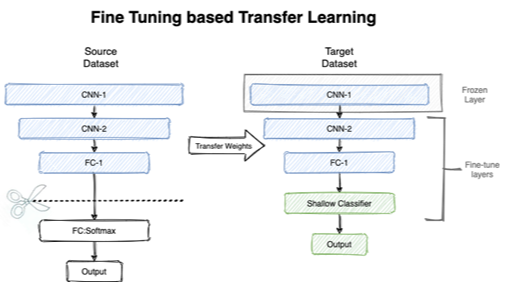 Fine Tuning based Transfer Learning
Source
Dataset
CNN-1
CNN-2
FC-1
FC:Softmax
Output
Transfer Weights
Target
Dataset
CNN-1
CNN-2
FC-1
Shallow Classifier
Output
Frozen
Layer
Fine-tune
layers